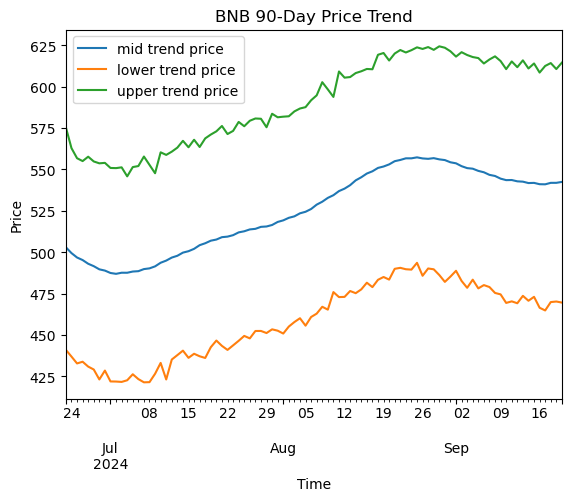 BNB 90-Day Price Trend
mid trend price
lower trend price
upper trend price
625
600
575
550
525
500
475
450
425
Price
24 08 15 22 29 05 12 19 26 02 09 16
Jul Aug Sep
2024
Time